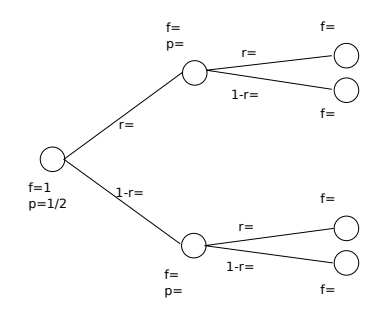 f=
p=
f=
r=
1-r=
f=
r=
f=1
p=1/2
1-r=
f=
r=
1-r=
f=
p=
f=